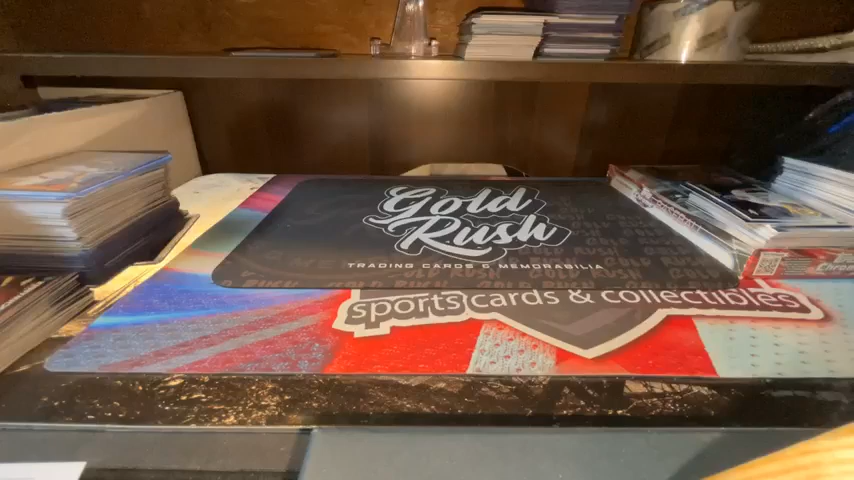 Gold
Rush
TRADING CARDS & MEMORABILIA
sports cards & collectibles